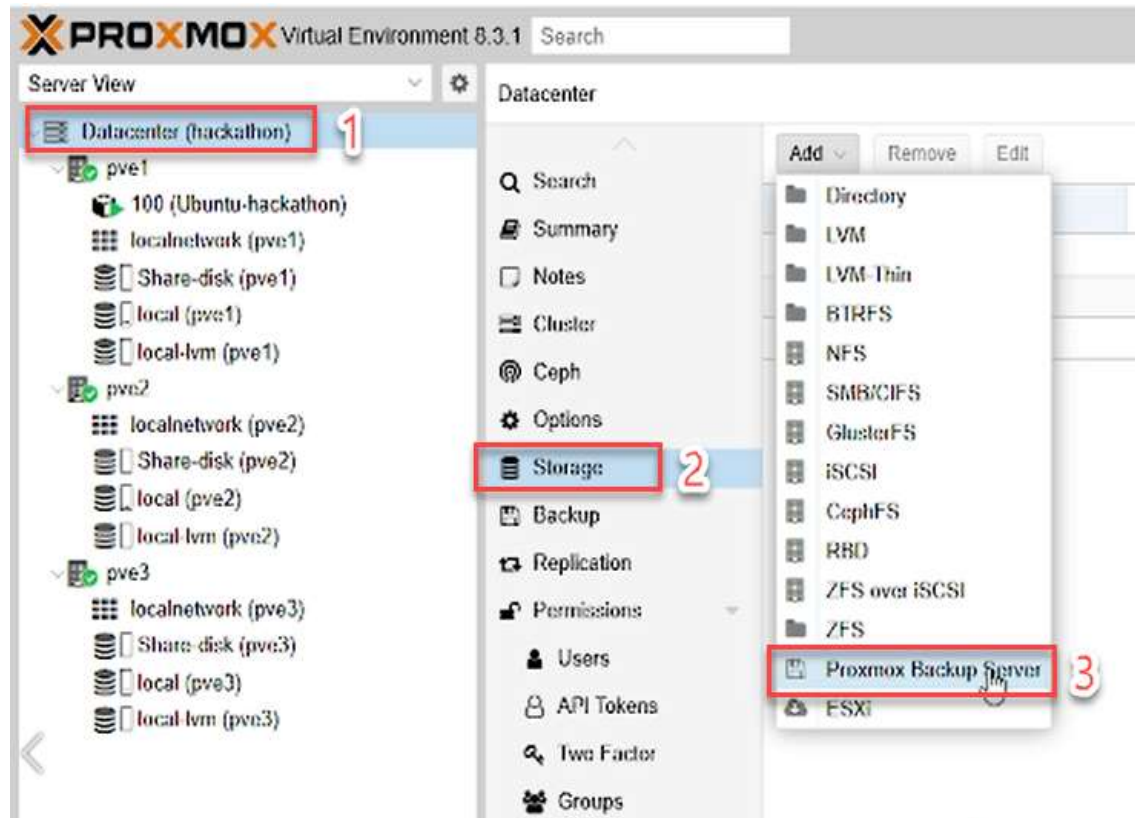 PROXMOX Virtual Environment 8.3.1 Search
Server View
Datacenter (hackathon)
1
pve1
100 (Ubuntu-hackathon)
localnetwork (pve1)
Share-disk (pve1)
local (pve1)
local-lvm (pve1)
pve2
localnetwork (pve2)
Share-disk (pve2)
local (pve2)
local-lvm (pve2)
pve3
localnetwork (pve3)
Share-disk (pve3)
local (pve3)
local-lvm (pve3)
Datacenter
Search
Summary
Notes
Cluster
Ceph
Options
Storage
2
Backup
Replication
Permissions
Users
API Tokens
Two Factor
Groups
Add Remove Edit
Directory
LVM
LVM-Thin
BTRFS
NFS
SMB/CIFS
GlusterFS
iSCSI
CephFS
RBD
ZFS over iSCSI
ZFS
Proxmox Backup Server
3
ESXi